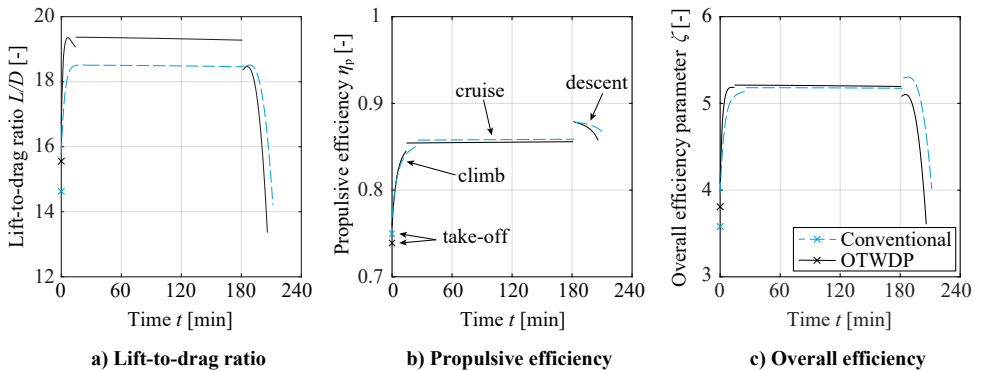 20
18
16
14
12
Lift-to-drag ratio L/D [-]
0
60
120
180
240
Time t [min]
a) Lift-to-drag ratio
1
0.9
0.8
0.7
Propulsive efficiency ηp [-]
cruise
descent
climb
take-off
0
60
120
180
240
Time t [min]
b) Propulsive efficiency
6
5
4
3
Overall efficiency parameter ζ [-]
Conventional
OTWDP
0
60
120
180
240
Time t [min]
c) Overall efficiency